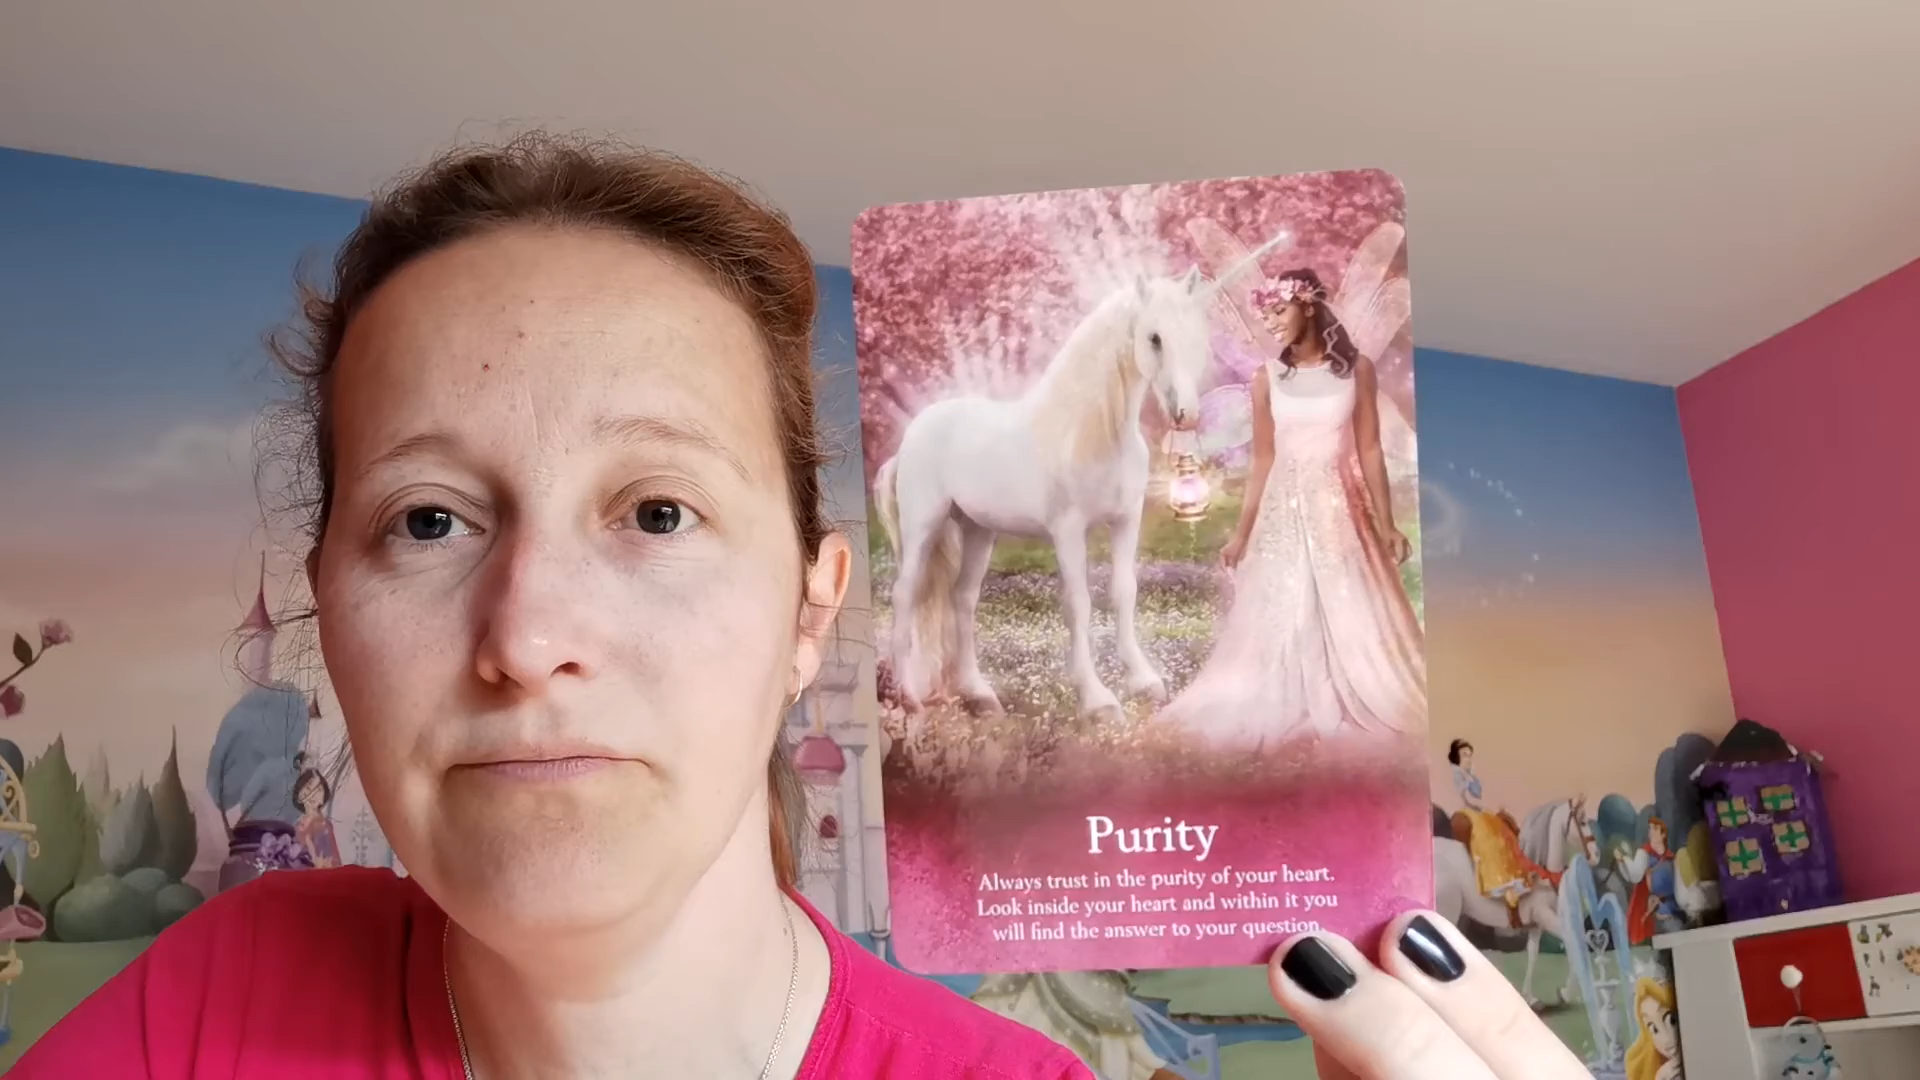 Purity
Always trust in the purity of your heart.
Look inside your heart and within it you
will find the answer to your question.